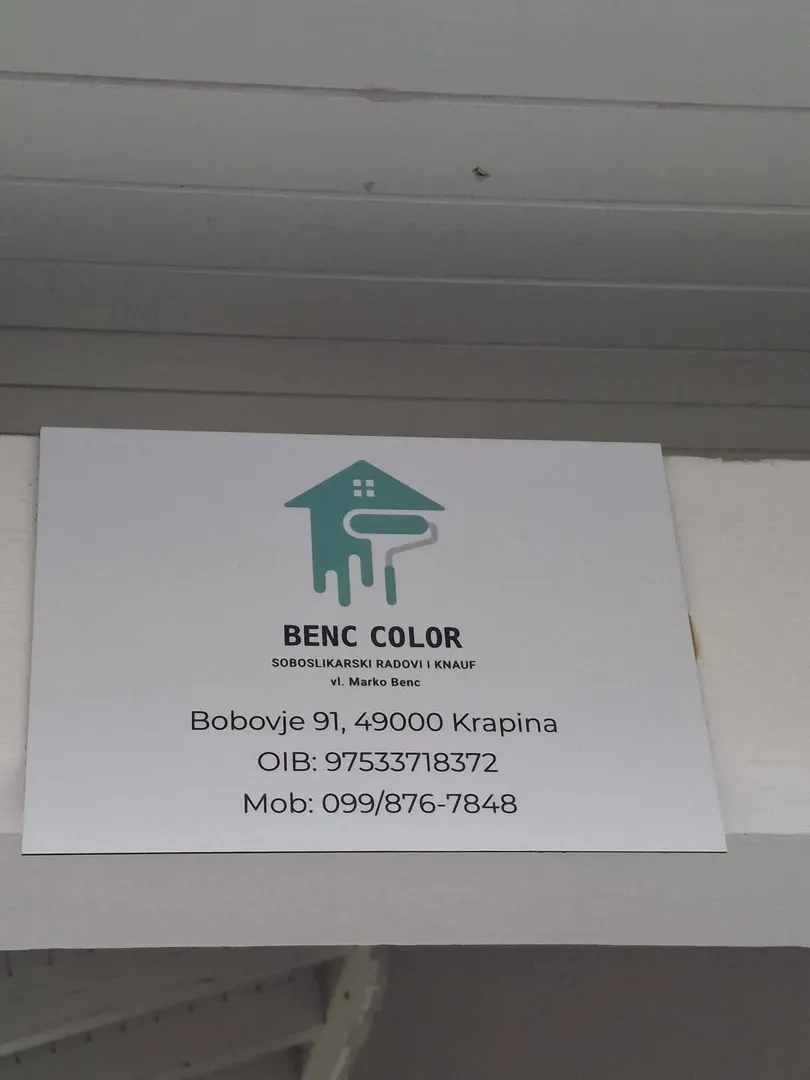 BENC COLOR
SOBOSLIKARSKI RADOVI I KNAUF
vl. Marko Benc
Bobovje 91, 49000 Krapina
OIB: 97533718372
Mob: 099/876-7848